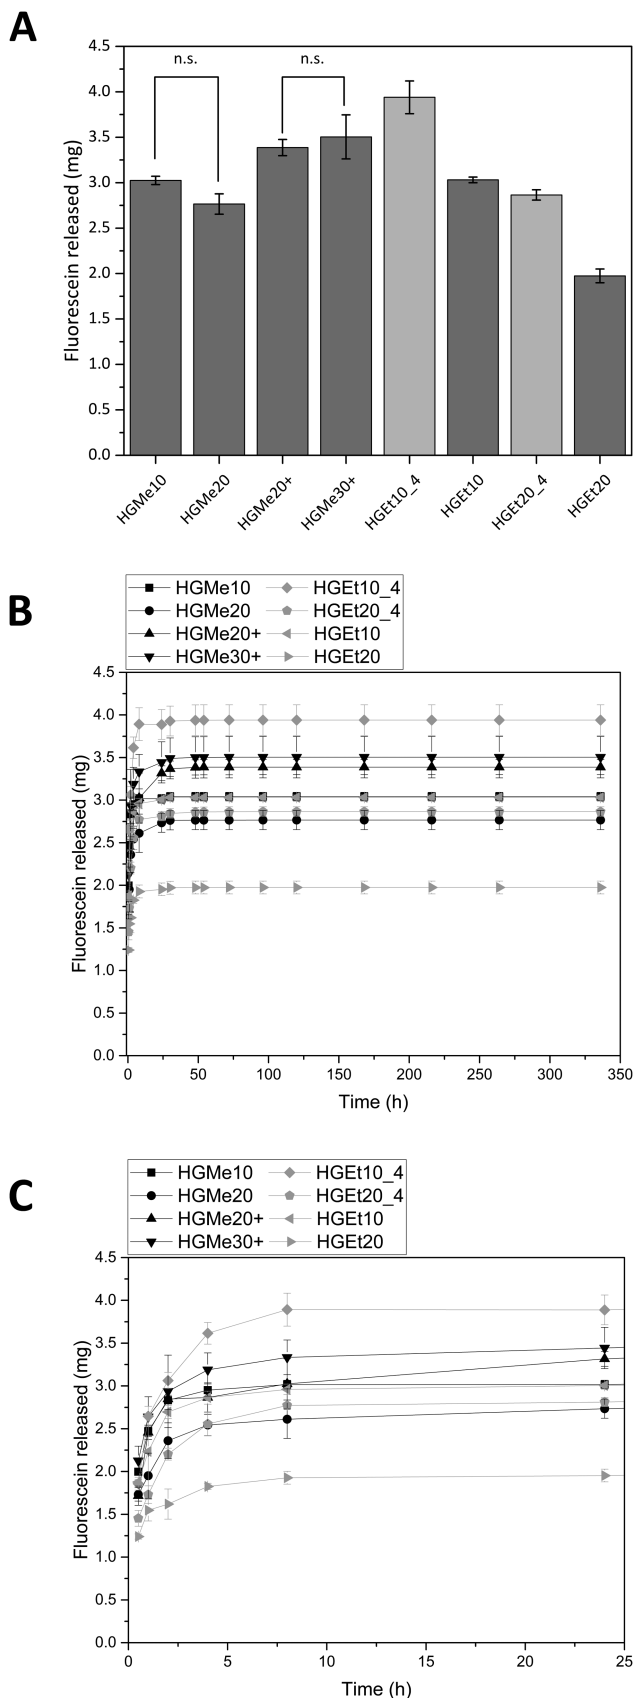 A
n.s.
n.s.
Fluorescein released (mg)
4.5
4.0
3.5
3.0
2.5
2.0
1.5
1.0
0.5
0.0
HGMe10
HGMe20
HGMe20+
HGMe30+
HGEt10_4
HGEt10
HGEt20_4
HGEt20
B
HGMe10 HGEt10_4
HGMe20 HGEt20_4
HGMe20+ HGEt10
HGMe30+ HGEt20
Fluorescein released (mg)
4.5
4.0
3.5
3.0
2.5
2.0
1.5
1.0
0.5
0.0
0 50 100 150 200 250 300 350
Time (h)
C
HGMe10 HGEt10_4
HGMe20 HGEt20_4
HGMe20+ HGEt10
HGMe30+ HGEt20
Fluorescein released (mg)
4.5
4.0
3.5
3.0
2.5
2.0
1.5
1.0
0.5
0.0
0 5 10 15 20 25
Time (h)